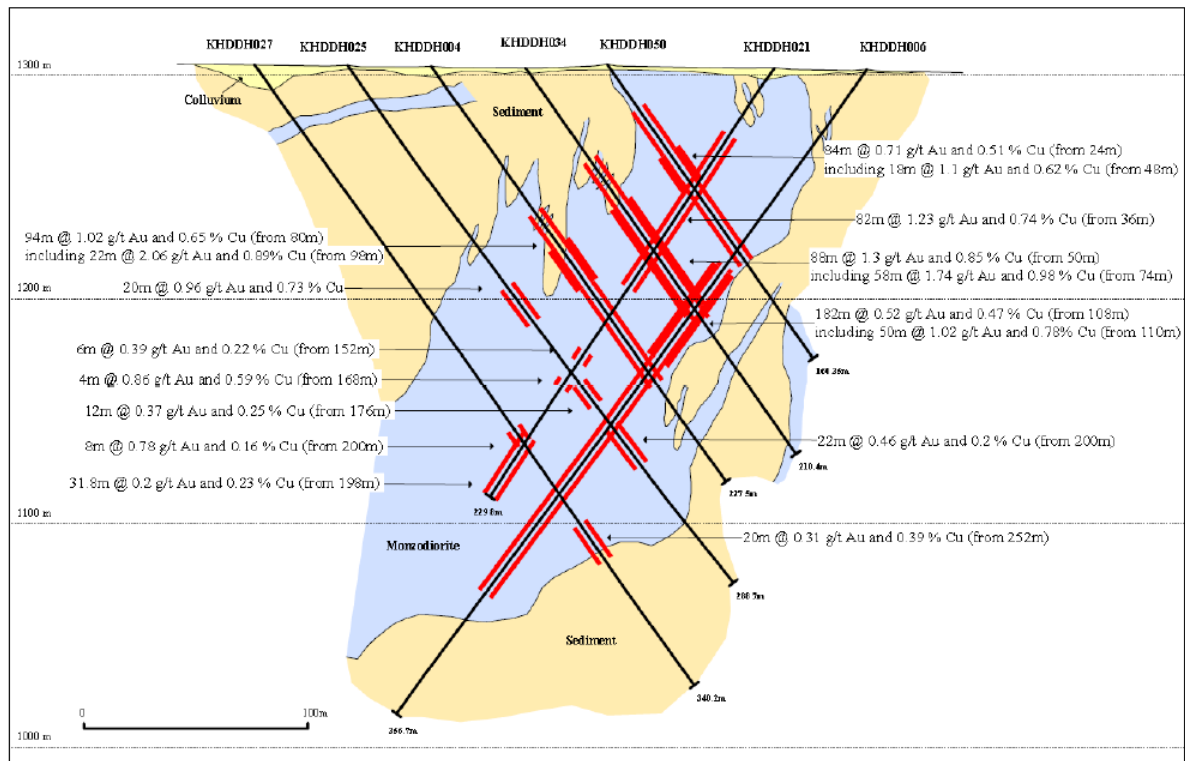 KHDDH027 KHDDH025 KHDDH004 KHDDH034 KHDDH050 KHDDH021 KHDDH006
1300 m
Colluvium
Sediment
84m @ 0.71 g/t Au and 0.51 % Cu (from 24m)
including 18m @ 1.1 g/t Au and 0.62 % Cu (from 48m)
82m @ 1.23 g/t Au and 0.74 % Cu (from 36m)
94m @ 1.02 g/t Au and 0.65 % Cu (from 80m)
including 22m @ 2.06 g/t Au and 0.89% Cu (from 98m)
88m @ 1.3 g/t Au and 0.85 % Cu (from 50m)
including 58m @ 1.74 g/t Au and 0.98 % Cu (from 74m)
20m @ 0.96 g/t Au and 0.73 % Cu
1200 m
182m @ 0.52 g/t Au and 0.47 % Cu (from 108m)
including 50m @ 1.02 g/t Au and 0.78% Cu (from 110m)
6m @ 0.39 g/t Au and 0.22 % Cu (from 152m)
4m @ 0.86 g/t Au and 0.59 % Cu (from 168m)
12m @ 0.37 g/t Au and 0.25 % Cu (from 176m)
8m @ 0.78 g/t Au and 0.16 % Cu (from 200m)
22m @ 0.46 g/t Au and 0.2 % Cu (from 200m)
210.4m
31.8m @ 0.2 g/t Au and 0.23 % Cu (from 198m)
227.5m
229.8m
1100 m
20m @ 0.31 g/t Au and 0.39 % Cu (from 252m)
Monzodiorite
Sediment
340.2m
0 100m
1000 m